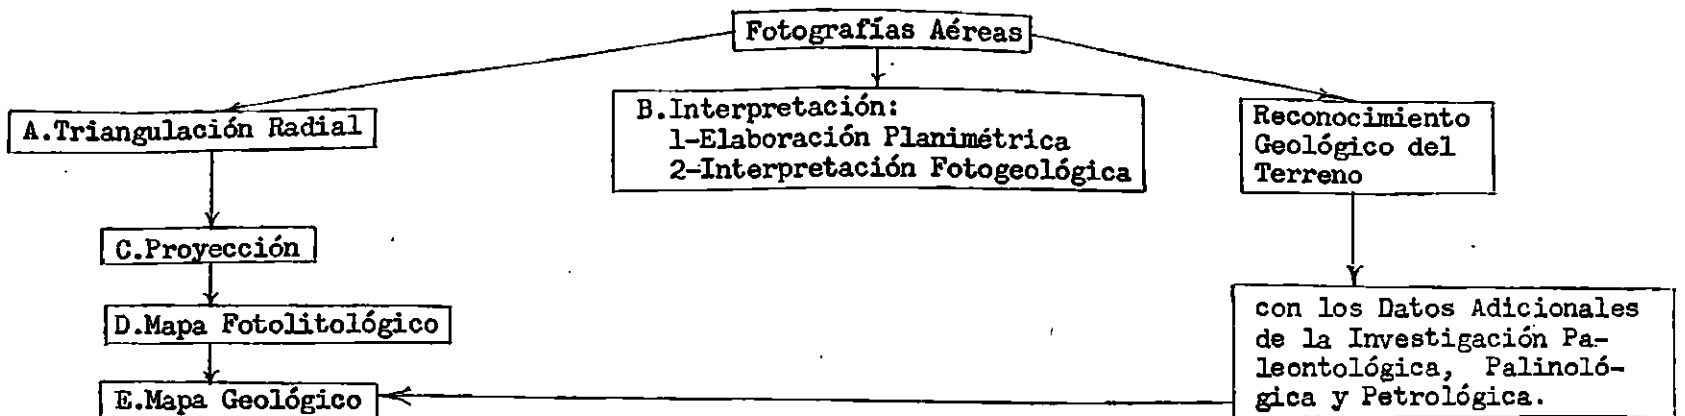 Fotografías Aéreas
A.Triangulación Radial
B.Interpretación:
1-Elaboración Planimétrica
2-Interpretación Fotogeológica
Reconocimiento
Geológico del
Terreno
C.Proyección
D.Mapa Fotolitológico
E.Mapa Geológico
con los Datos Adicionales
de la Investigación Pa-
leontológica, Palinoló-
gica y Petrológica.